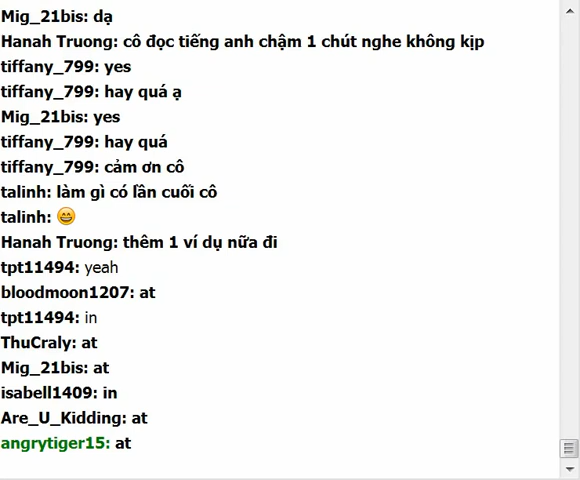 Mig_21bis: dạ
Hanah Truong: cô đọc tiếng anh chậm 1 chút nghe không kịp
tiffany_799: yes
tiffany_799: hay quá ạ
Mig_21bis: yes
tiffany_799: hay quá
tiffany_799: cảm ơn cô
talinh: làm gì có lần cuối cô
talinh: 😄
Hanah Truong: thêm 1 ví dụ nữa đi
tpt11494: yeah
bloodmoon1207: at
tpt11494: in
ThuCraly: at
Mig_21bis: at
isabell1409: in
Are_U_Kidding: at
angrytiger15: at